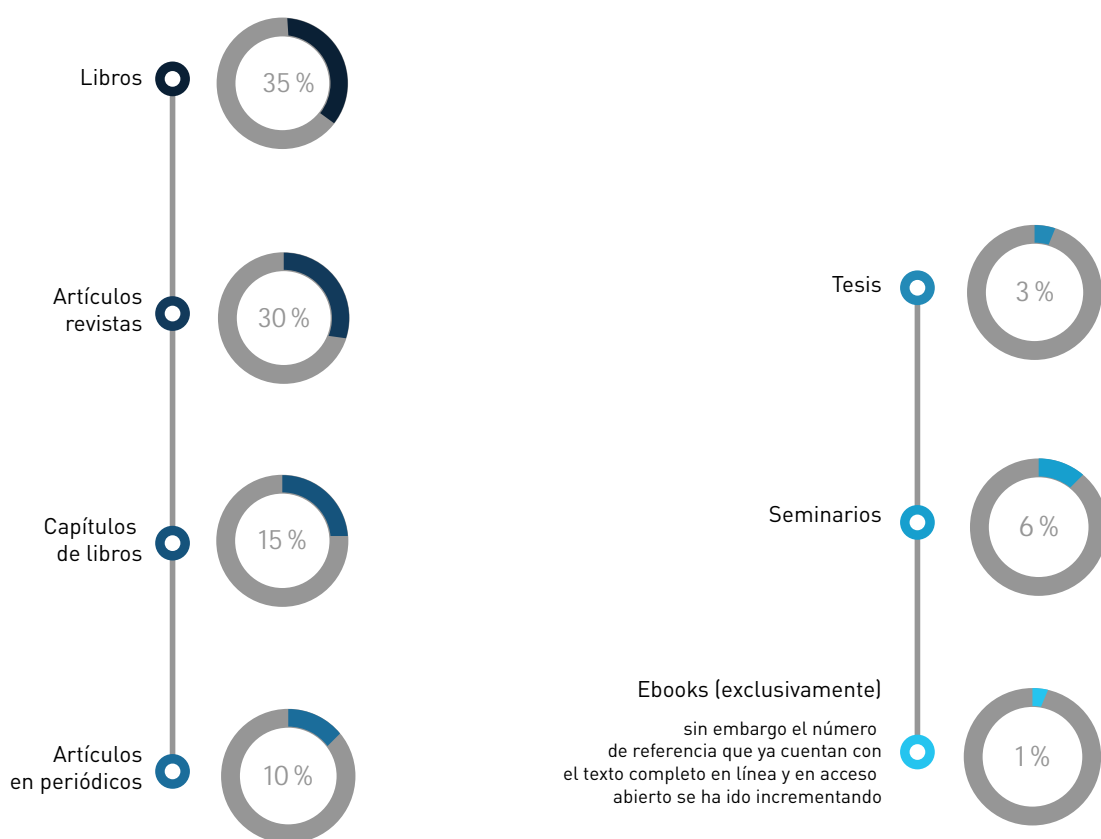 Libros
35 %
Artículos
revistas
30 %
Capítulos
de libros
15 %
Artículos
en periódicos
10 %
Tesis
3 %
Seminarios
6 %
Ebooks (exclusivamente)
sin embargo el número
de referencia que ya cuentan con
el texto completo en línea y en acceso
abierto se ha ido incrementando
1 %